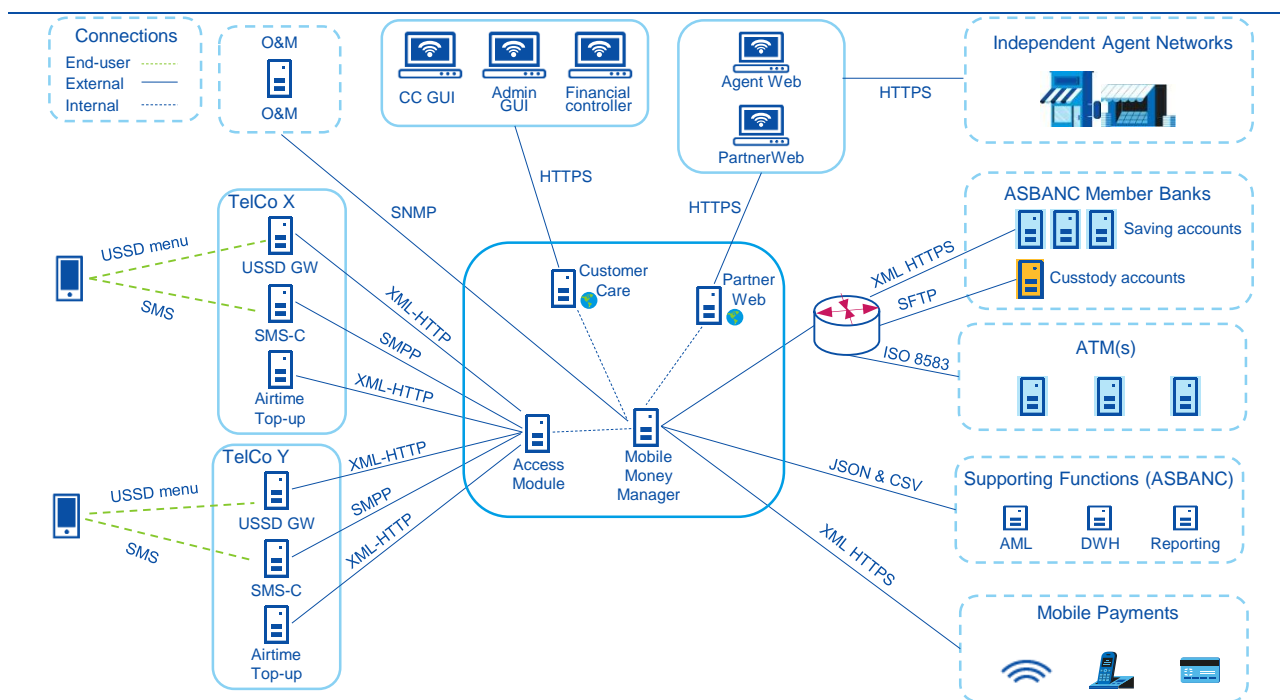 Connections
End-user
External
Internal
O&M
O&M
CC GUI
Admin
GUI
Financial
controller
Agent Web
PartnerWeb
HTTPS
Independent Agent Networks
HTTPS
HTTPS
SNMP
TelCo X
USSD menu
SMS
USSD GW
SMS-C
Airtime
Top-up
XML-HTTP
SMPP
XML-HTTP
Customer
Care
Partner
Web
Access
Module
Mobile
Money
Manager
XML HTTPS
SFTP
ISO 8583
ASBANC Member Banks
Saving accounts
Cusstody accounts
ATM(s)
TelCo Y
USSD menu
SMS
USSD GW
SMS-C
Airtime
Top-up
XML-HTTP
SMPP
XML-HTTP
JSON & CSV
XML HTTPS
Supporting Functions (ASBANC)
AML
DWH
Reporting
Mobile Payments